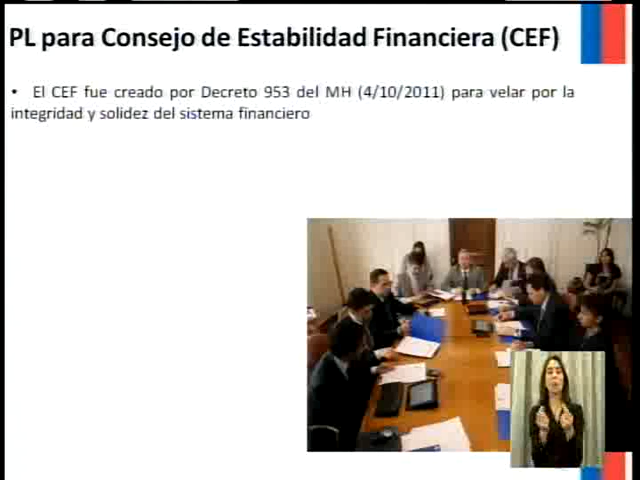 PL para Consejo de Estabilidad Financiera (CEF)
• El CEF fue creado por Decreto 953 del MH (4/10/2011) para velar por la
integridad y solidez del sistema financiero